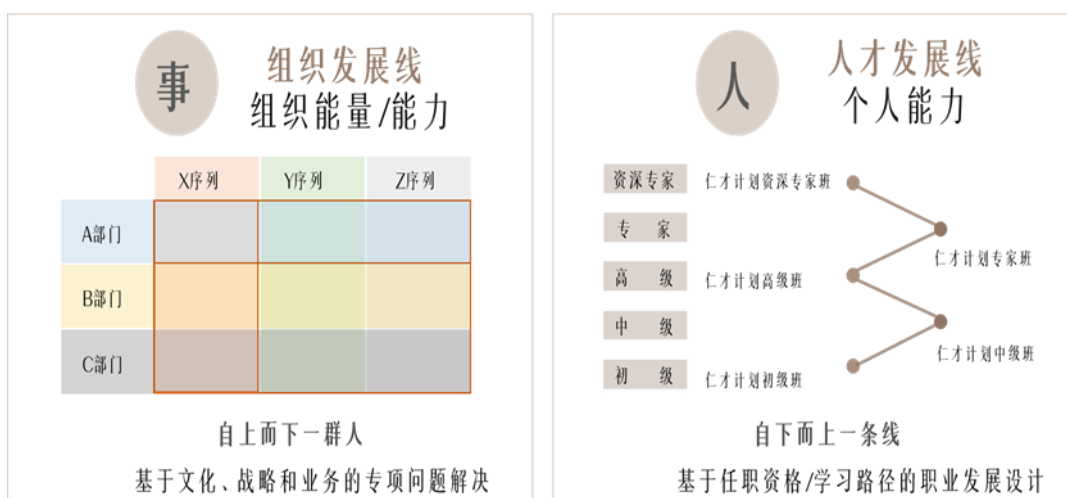 事
组织发展线
组织能量/能力
X序列 Y序列 Z序列
A部门
B部门
C部门
自上而下一群人
基于文化、战略和业务的专项问题解决
人
人才发展线
个人能力
资深专家 仁才计划资深专家班
专家
仁才计划专家班
高级 仁才计划高级班
中级
仁才计划中级班
初级 仁才计划初级班
自下而上一条线
基于任职资格/学习路径的职业发展设计